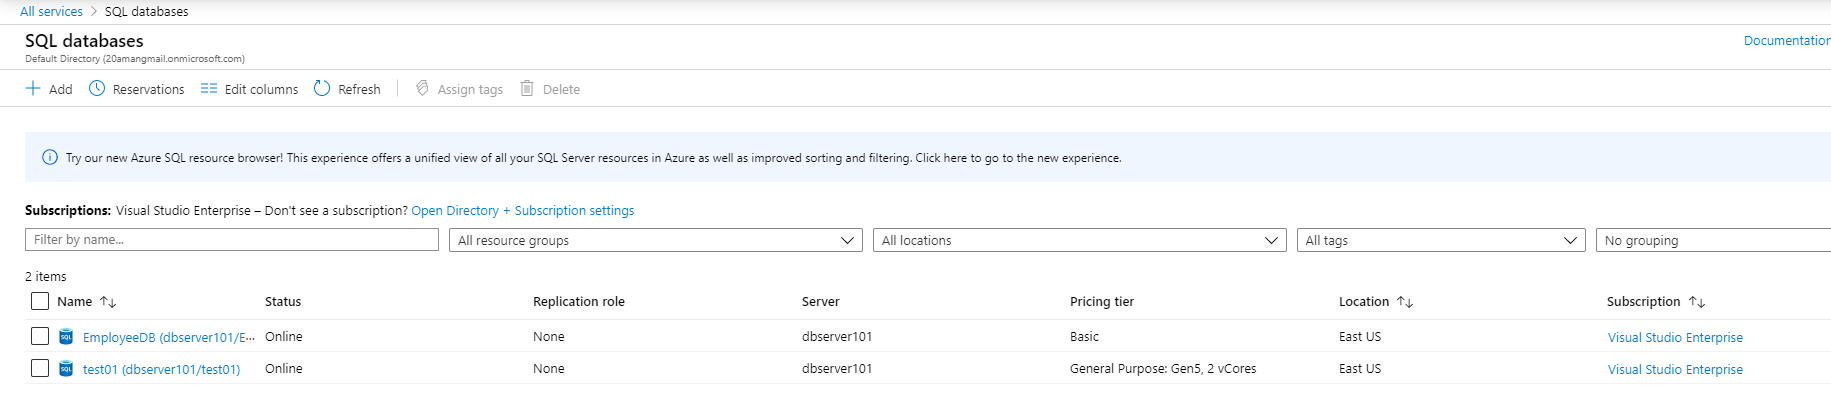 All services > SQL databases
SQL databases
Default Directory (20amangmail.onmicrosoft.com)
Documentation
Add Reservations Edit columns Refresh Assign tags Delete
Try our new Azure SQL resource browser! This experience offers a unified view of all your SQL Server resources in Azure as well as improved sorting and filtering. Click here to go to the new experience.
Subscriptions: Visual Studio Enterprise – Don't see a subscription? Open Directory + Subscription settings
Filter by name... All resource groups All locations All tags No grouping
2 items
Name Status Replication role Server Pricing tier Location Subscription
EmployeeDB (dbserver101/E... Online None dbserver101 Basic East US Visual Studio Enterprise
test01 (dbserver101/test01) Online None dbserver101 General Purpose: Gen5, 2 vCores East US Visual Studio Enterprise